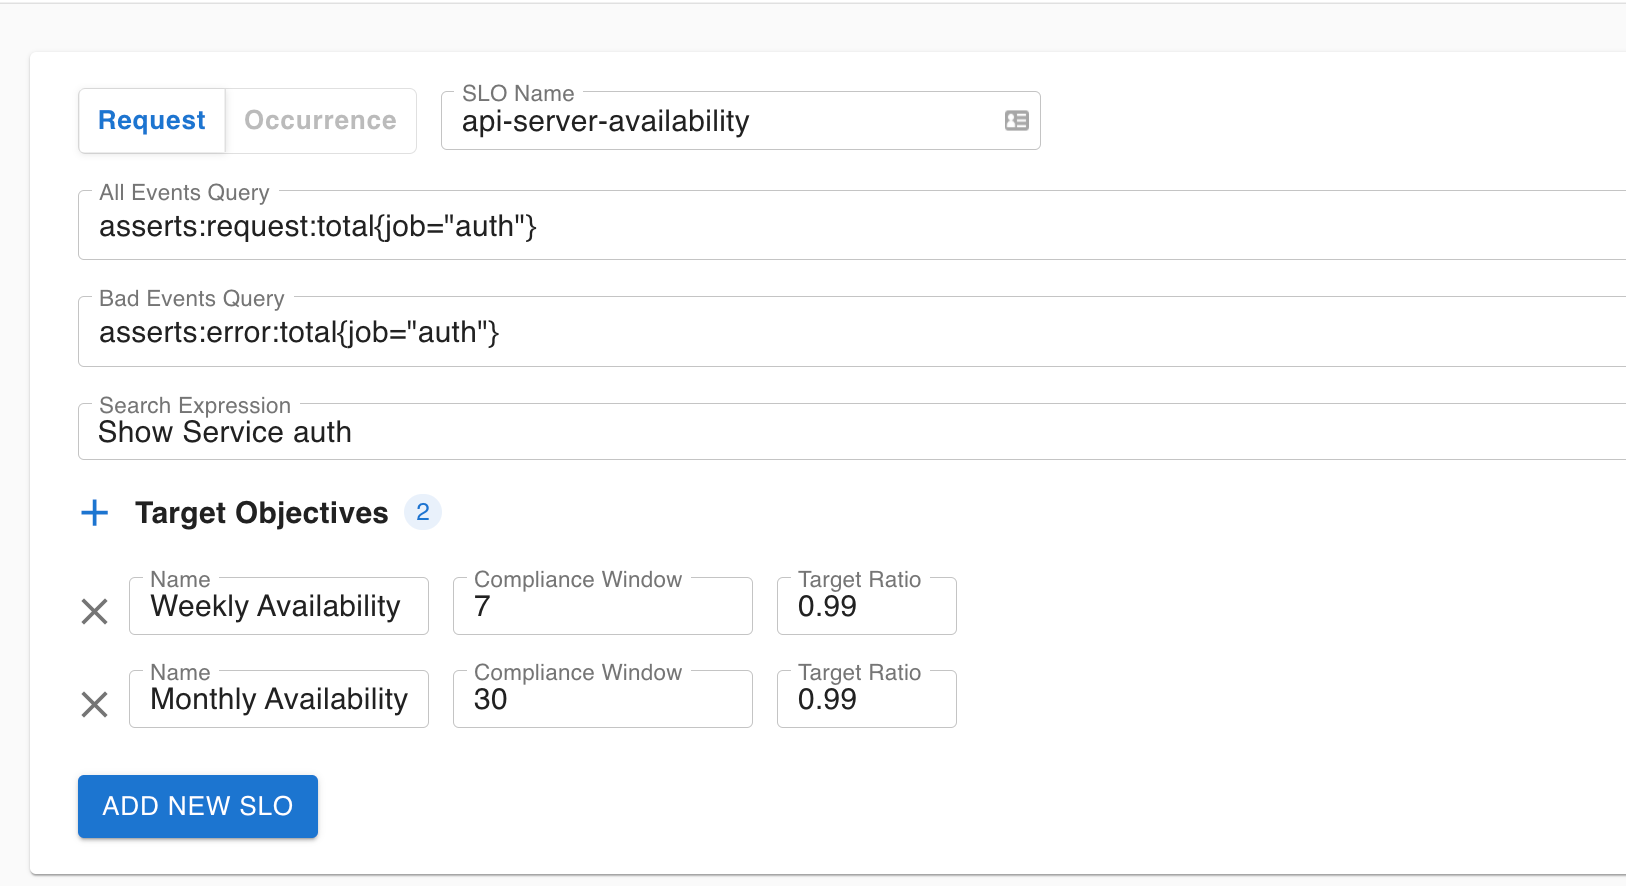 Request Occurrence SLO Name
api-server-availability
All Events Query
asserts:request:total{job="auth"}
Bad Events Query
asserts:error:total{job="auth"}
Search Expression
Show Service auth
Target Objectives 2
Name Compliance Window Target Ratio
Weekly Availability 7 0.99
Name Compliance Window Target Ratio
Monthly Availability 30 0.99
ADD NEW SLO